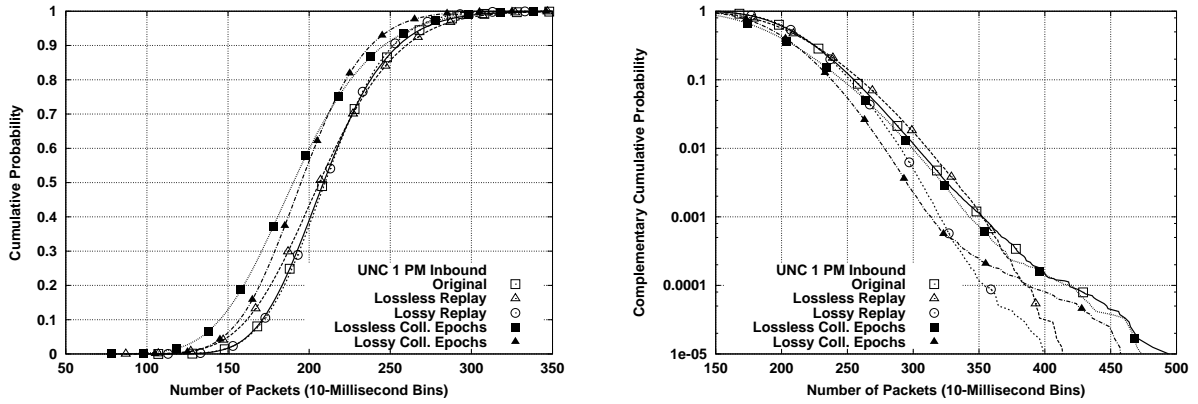 Cumulative Probability
1
0.9
0.8
0.7
0.6
0.5
0.4
0.3
0.2
0.1
0
UNC 1 PM Inbound
Original
Lossless Replay
Lossy Replay
Lossless Coll. Epochs
Lossy Coll. Epochs
50 100 150 200 250 300 350
Number of Packets (10-Millisecond Bins)
Complementary Cumulative Probability
1
0.1
0.01
0.001
0.0001
1e-05
UNC 1 PM Inbound
Original
Lossless Replay
Lossy Replay
Lossless Coll. Epochs
Lossy Coll. Epochs
150 200 250 300 350 400 450 500
Number of Packets (10-Millisecond Bins)